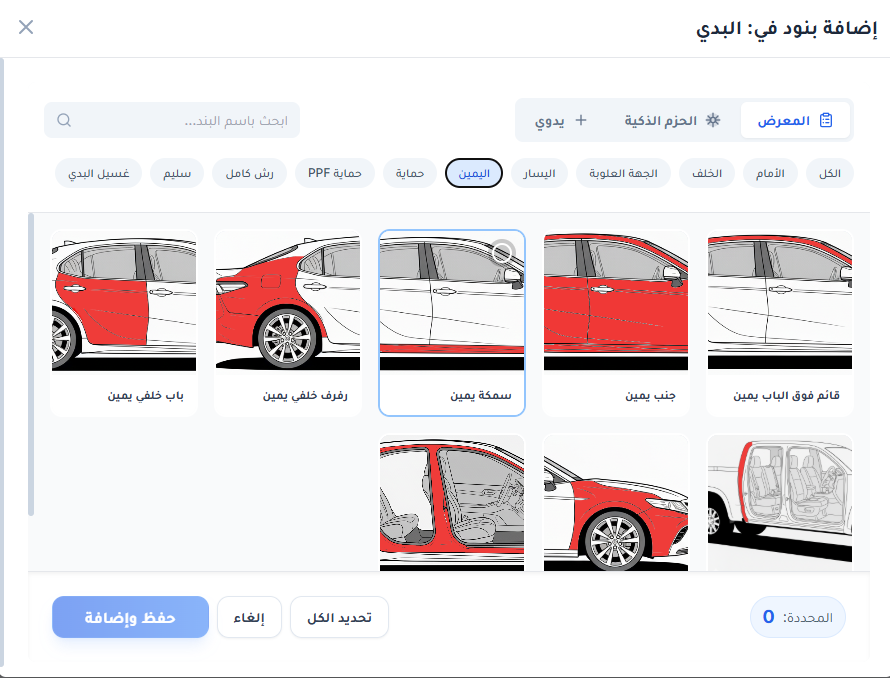 إضافة بنود في: البدي
المعرض
الحزم الذكية
يدوي
ابحث باسم البند...
الكل
الأمام
الخلف
الجهة العلوية
اليسار
اليمين
حماية
حماية PPF
رش كامل
سليم
غسيل البدي
قائم فوق الباب يمين
جنب يمين
سمكة يمين
رفرف خلفي يمين
باب خلفي يمين
المحددة: 0
تحديد الكل
إلغاء
حفظ وإضافة